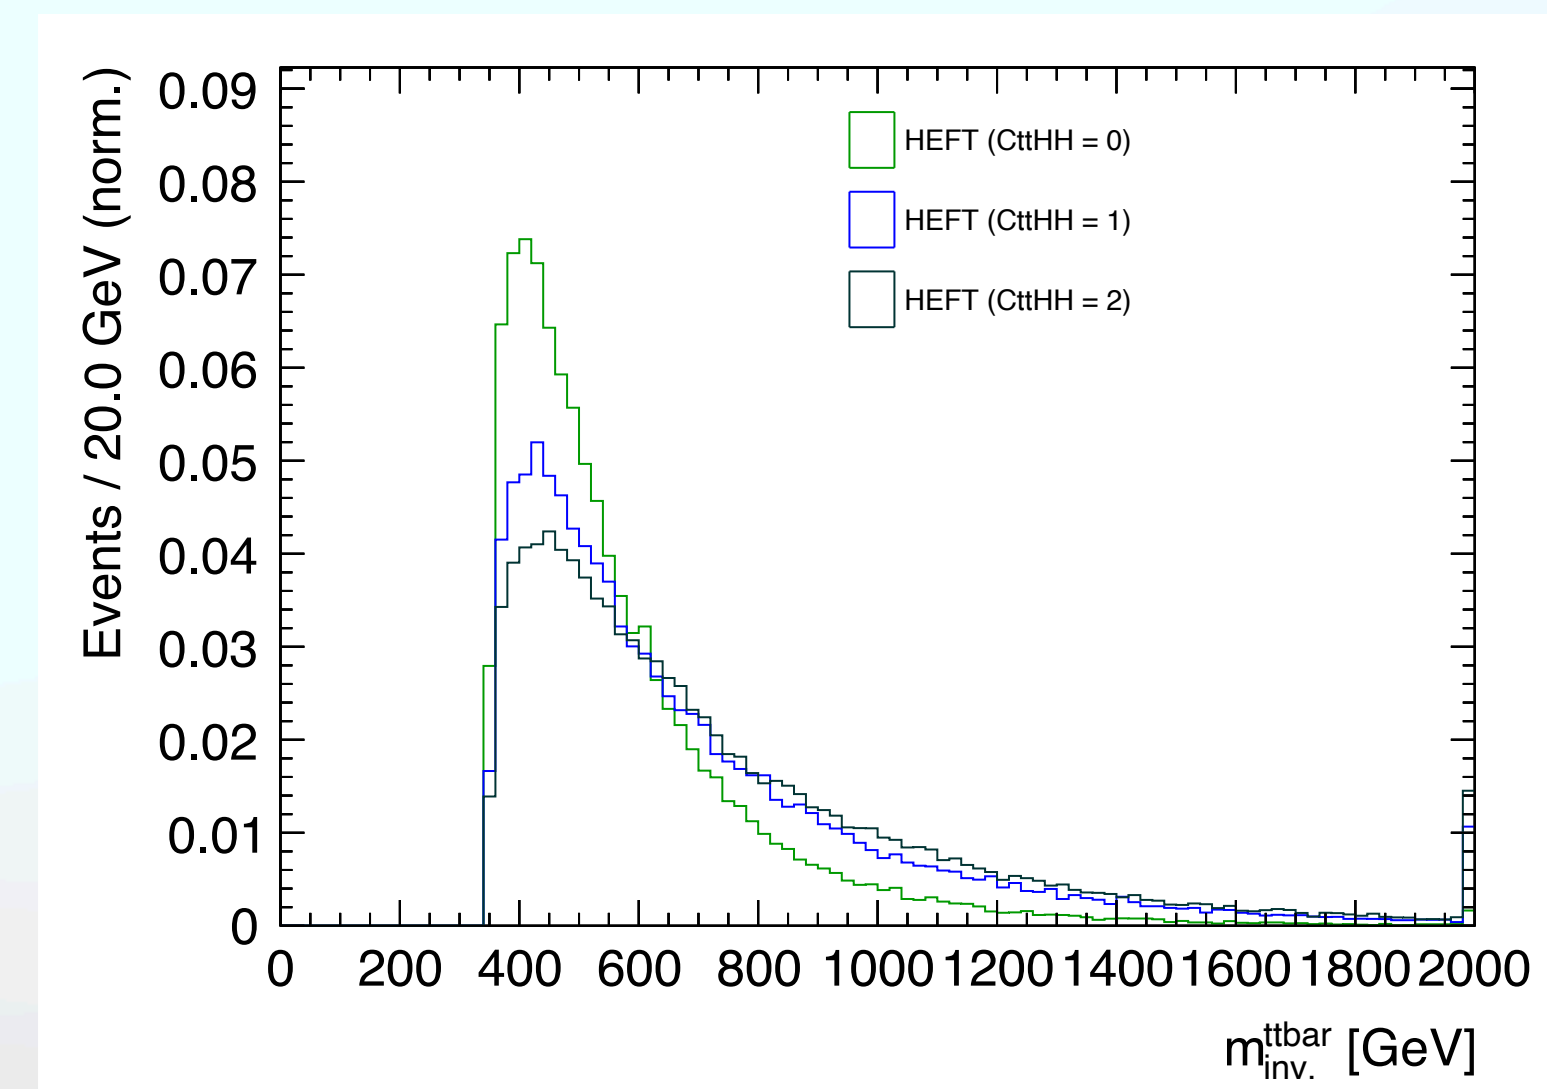 Events / 20.0 GeV (norm.)
0.09
0.08
0.07
0.06
0.05
0.04
0.03
0.02
0.01
0
HEFT (CttHH = 0)
HEFT (CttHH = 1)
HEFT (CttHH = 2)
0 200 400 600 800 1000 1200 1400 1600 1800 2000
m ttbar inv. [GeV]